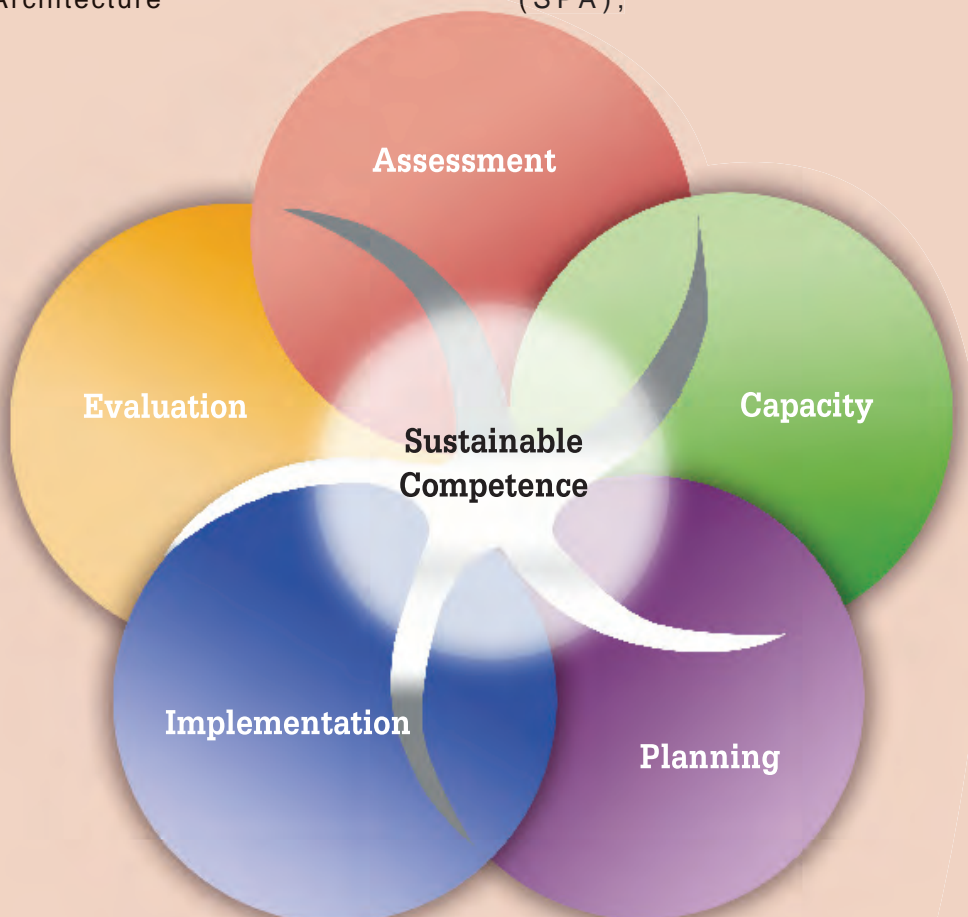 Architecture (SPA),
Assessment
Evaluation
Capacity
Sustainable
Competence
Implementation
Planning